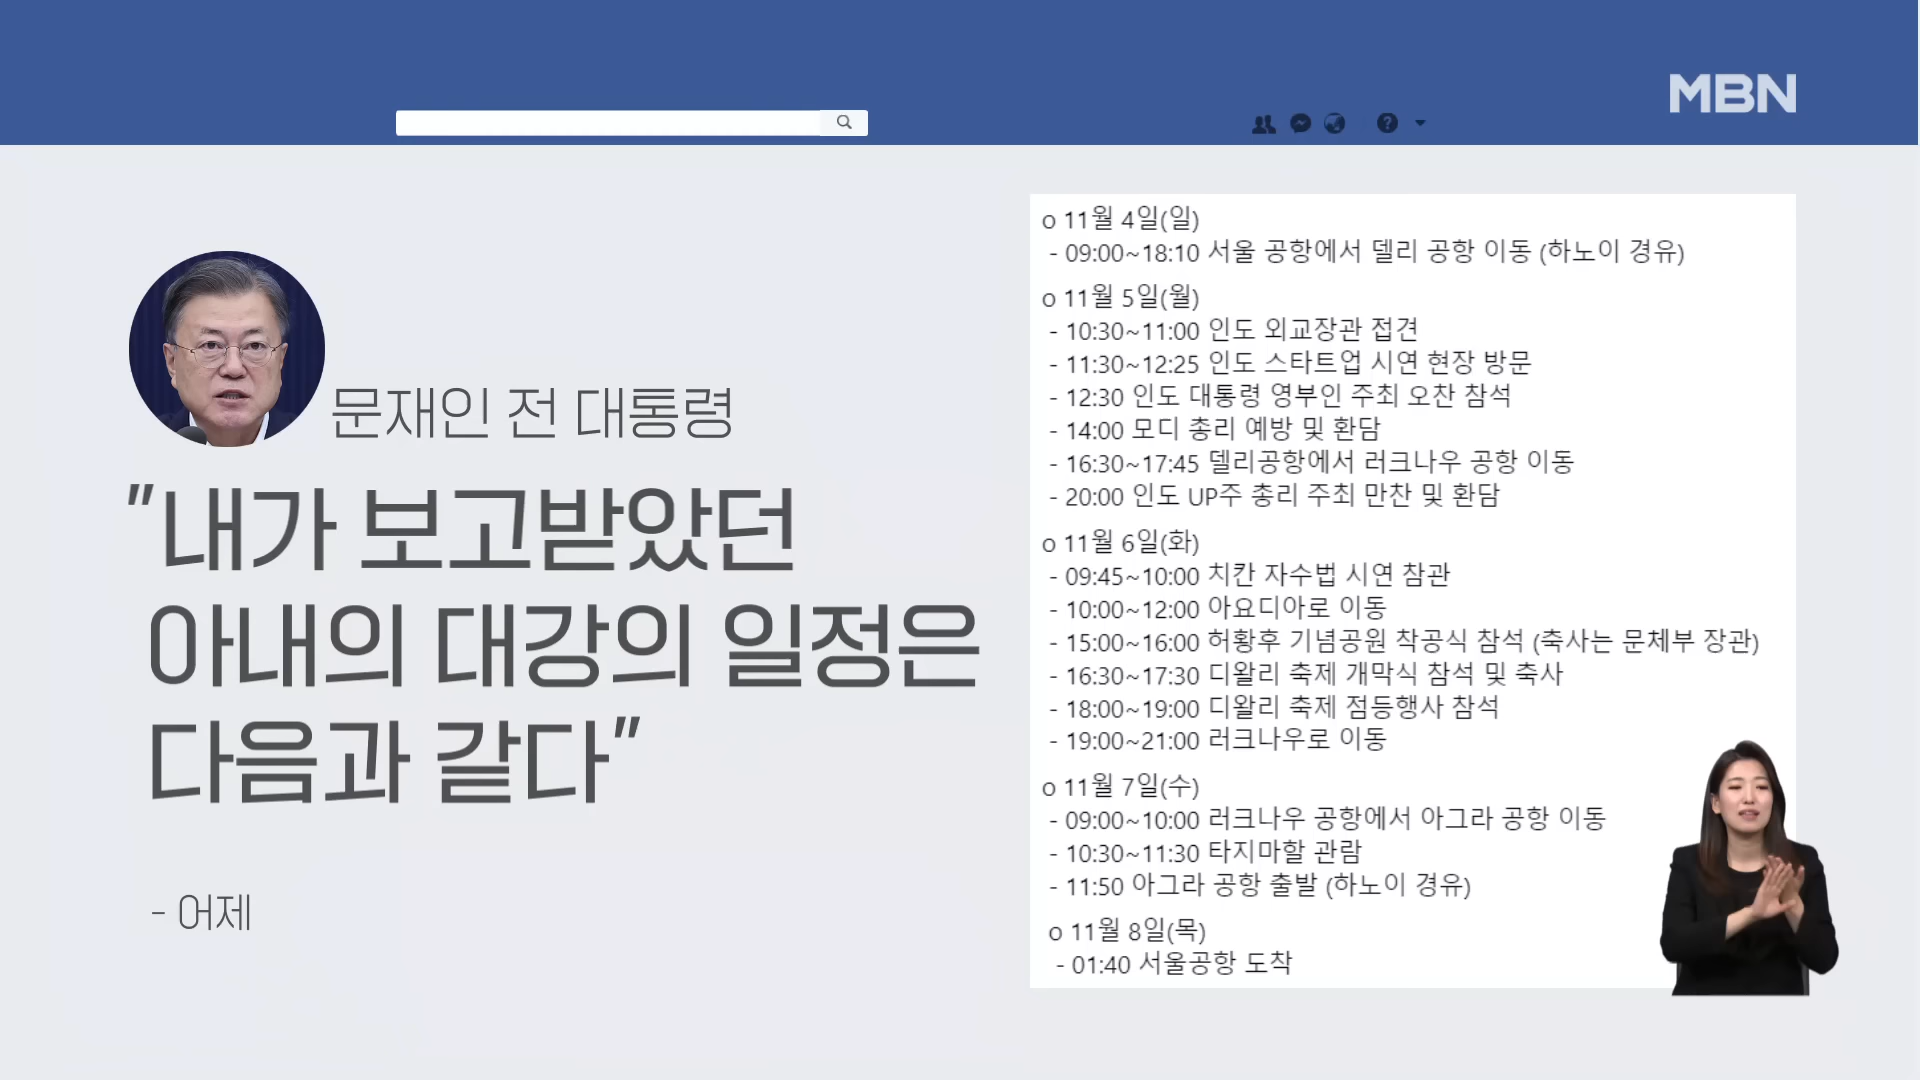 MBN
문재인 전 대통령
"내가 보고받았던
아내의 대강의 일정은
다음과 같다"
- 어제
o 11월 4일(일)
- 09:00~18:10 서울 공항에서 델리 공항 이동 (하노이 경유)
o 11월 5일(월)
- 10:30~11:00 인도 외교장관 접견
- 11:30~12:25 인도 스타트업 시연 현장 방문
- 12:30 인도 대통령 영부인 주최 오찬 참석
- 14:00 모디 총리 예방 및 환담
- 16:30~17:45 델리공항에서 러크나우 공항 이동
- 20:00 인도 UP주 총리 주최 만찬 및 환담
o 11월 6일(화)
- 09:45~10:00 치칸 자수법 시연 참관
- 10:00~12:00 아요디아로 이동
- 15:00~16:00 허황후 기념공원 착공식 참석 (축사는 문체부 장관)
- 16:30~17:30 디왈리 축제 개막식 참석 및 축사
- 18:00~19:00 디왈리 축제 점등행사 참석
- 19:00~21:00 러크나우로 이동
o 11월 7일(수)
- 09:00~10:00 러크나우 공항에서 아그라 공항 이동
- 10:30~11:30 타지마할 관람
- 11:50 아그라 공항 출발 (하노이 경유)
o 11월 8일(목)
- 01:40 서울공항 도착